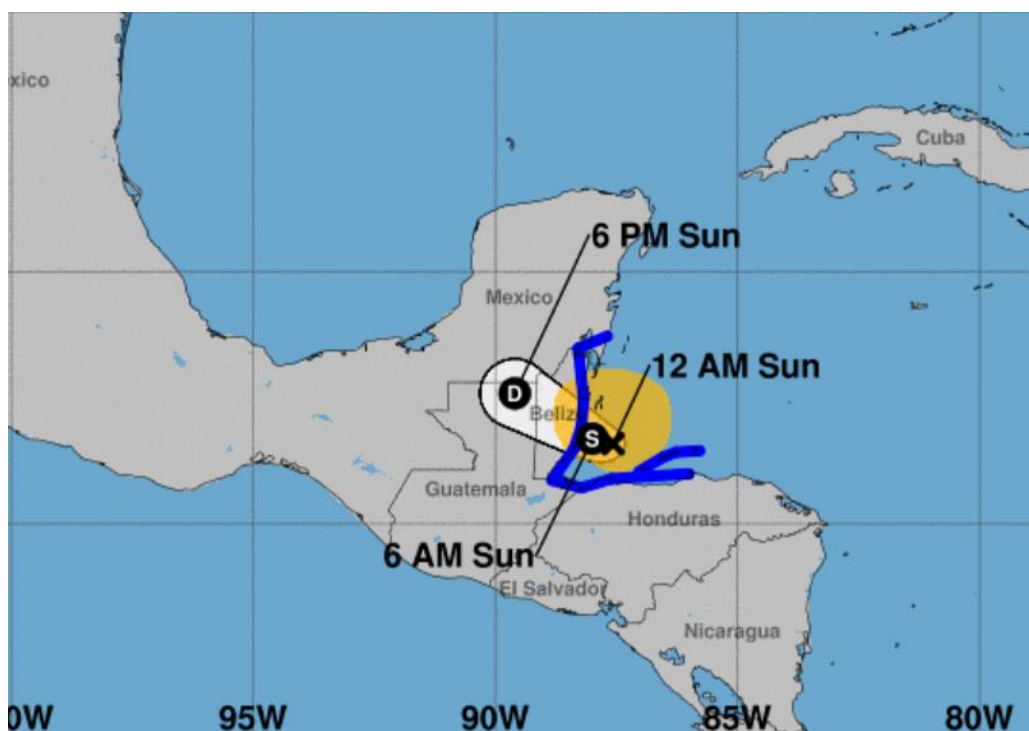 xico
Cuba
6 PM Sun
Mexico
12 AM Sun
D
Belize
S
Guatemala
Honduras
6 AM Sun
El Salvador
Nicaragua
0W 95W 90W 85W 80W